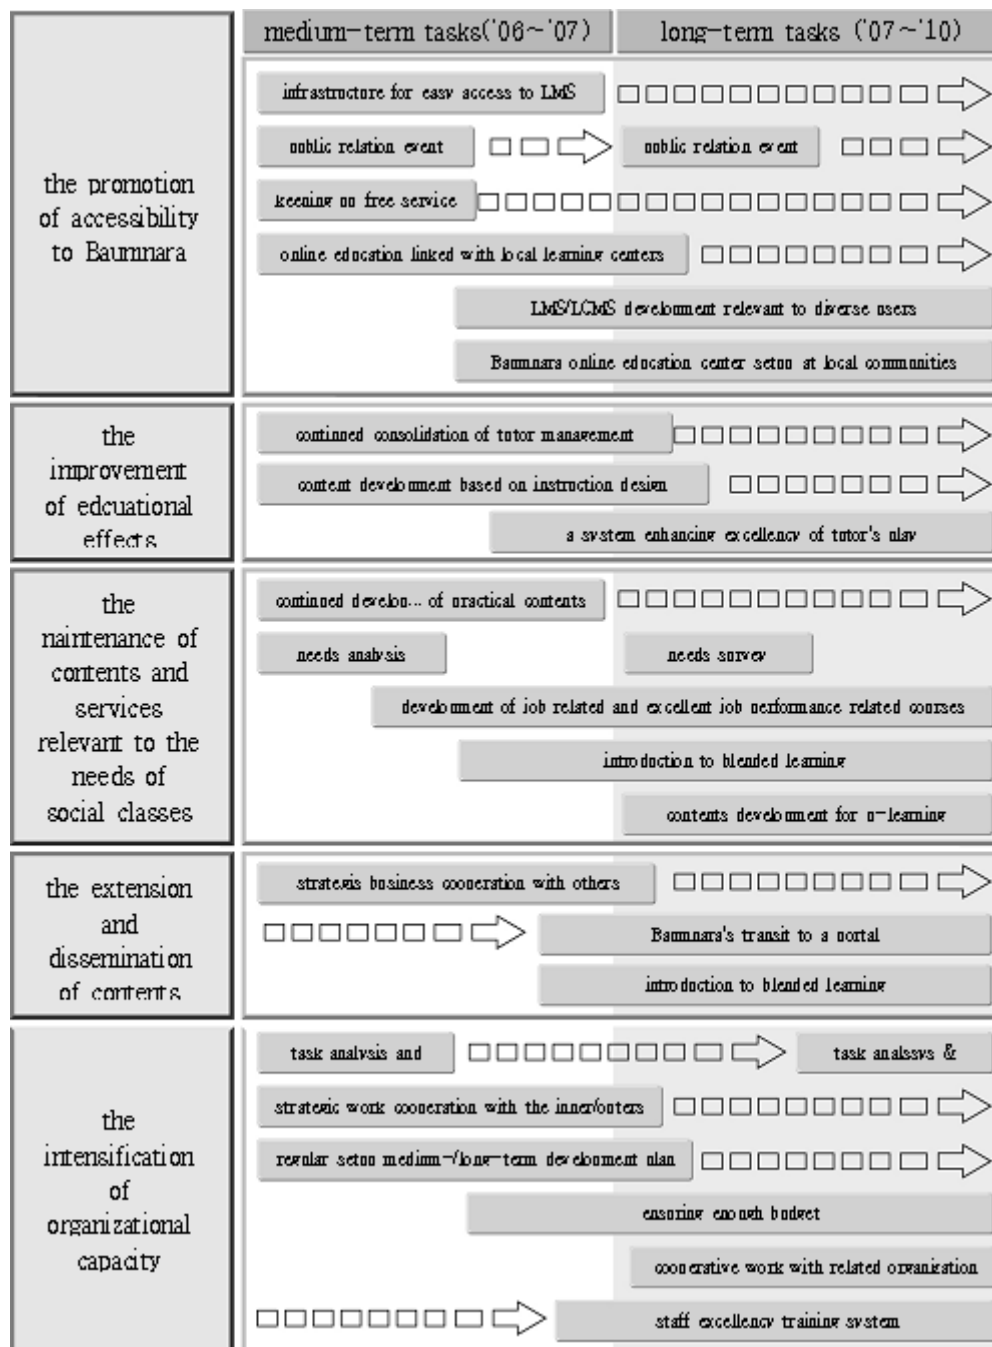 medium-term tasks('06~'07)
long-term tasks ('07~'10)
the promotion
of accessibility
to Baumnara
infrastructure for easy access to LMS
public relation event
public relation event
keeping on free service
online education linked with local learning centers
LMS/LCMS development relevant to diverse users
Baumnara online education center setup at local communities
the
improvement
of edcuational
effects
continued consolidation of tutor management
content development based on instruction design
a system enhancing excellency of tutor's play
the
naintenance of
contents and
services
relevant to the
needs of
social classes
continued develop... of practical contents
needs analysis
needs survey
development of job related and excellent job performance related courses
introduction to blended learning
contents development for u-learning
the extension
and
dissemination
of contents
strategis business cooperation with others
Baumnara's transit to a portal
introduction to blended learning
the
intensification
of
organizational
capacity
task analysis and
task analssys &
strategic work cooperation with the inner/outers
regular setup medium-/long-term development plan
ensuring enough budget
cooperative work with related organization
staff excellency training system